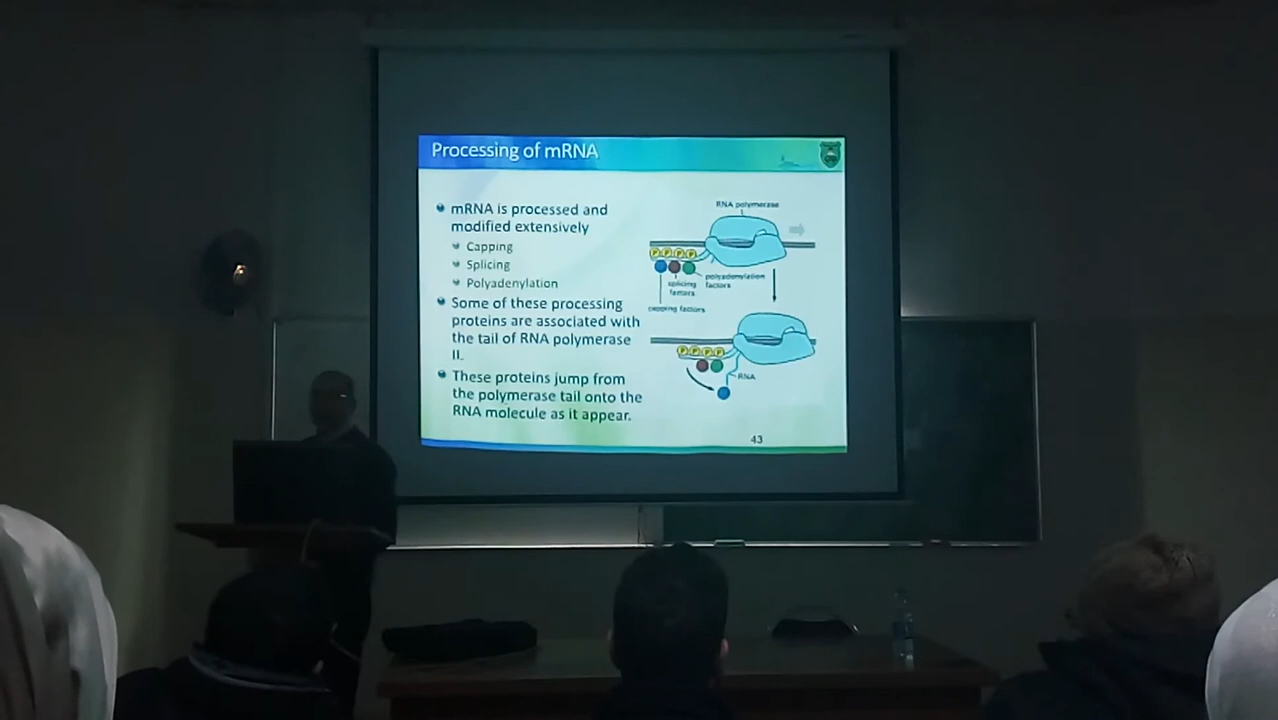 Processing of mRNA
mRNA is processed and
modified extensively
Capping
Splicing
Polyadenylation
Some of these processing
proteins are associated with
the tail of RNA polymerase
II.
These proteins jump from
the polymerase tail onto the
RNA molecule as it appear.
RNA polymerase
P P P P
polyadenylation
factors
splicing
factors
capping factors
P P P P
RNA
43